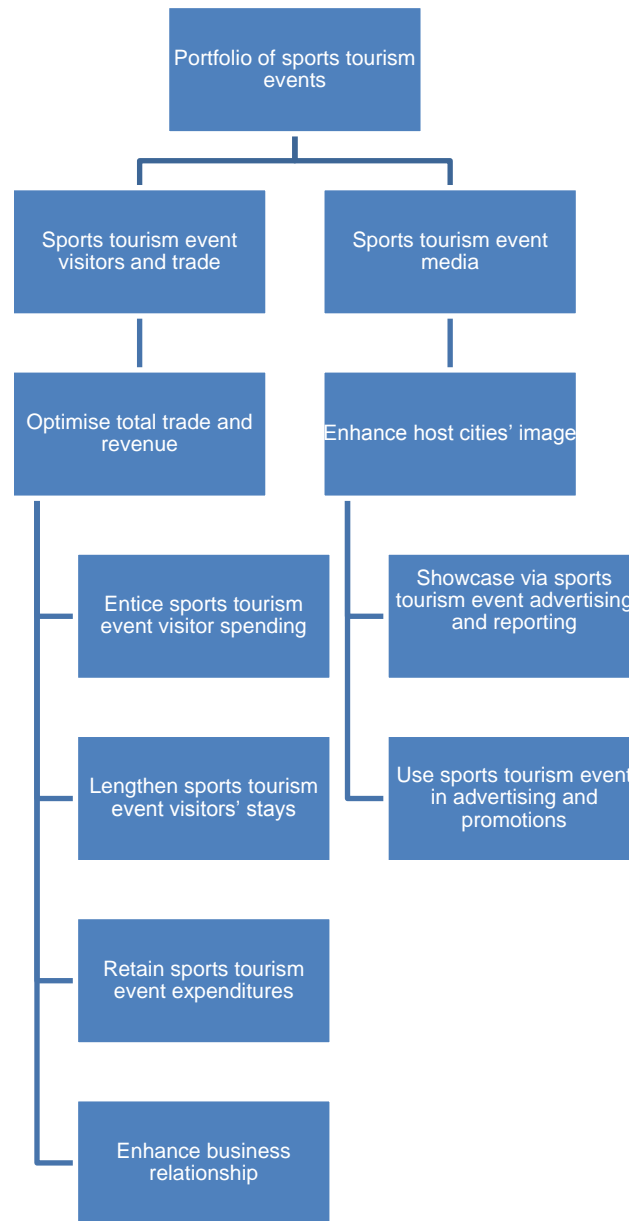 Portfolio of sports tourism
events
Sports tourism event
visitors and trade
Sports tourism event
media
Optimise total trade and
revenue
Enhance host cities’ image
Entice sports tourism
event visitor spending
Showcase via sports
tourism event advertising
and reporting
Lengthen sports tourism
event visitors’ stays
Use sports tourism event
in advertising and
promotions
Retain sports tourism
event expenditures
Enhance business
relationship